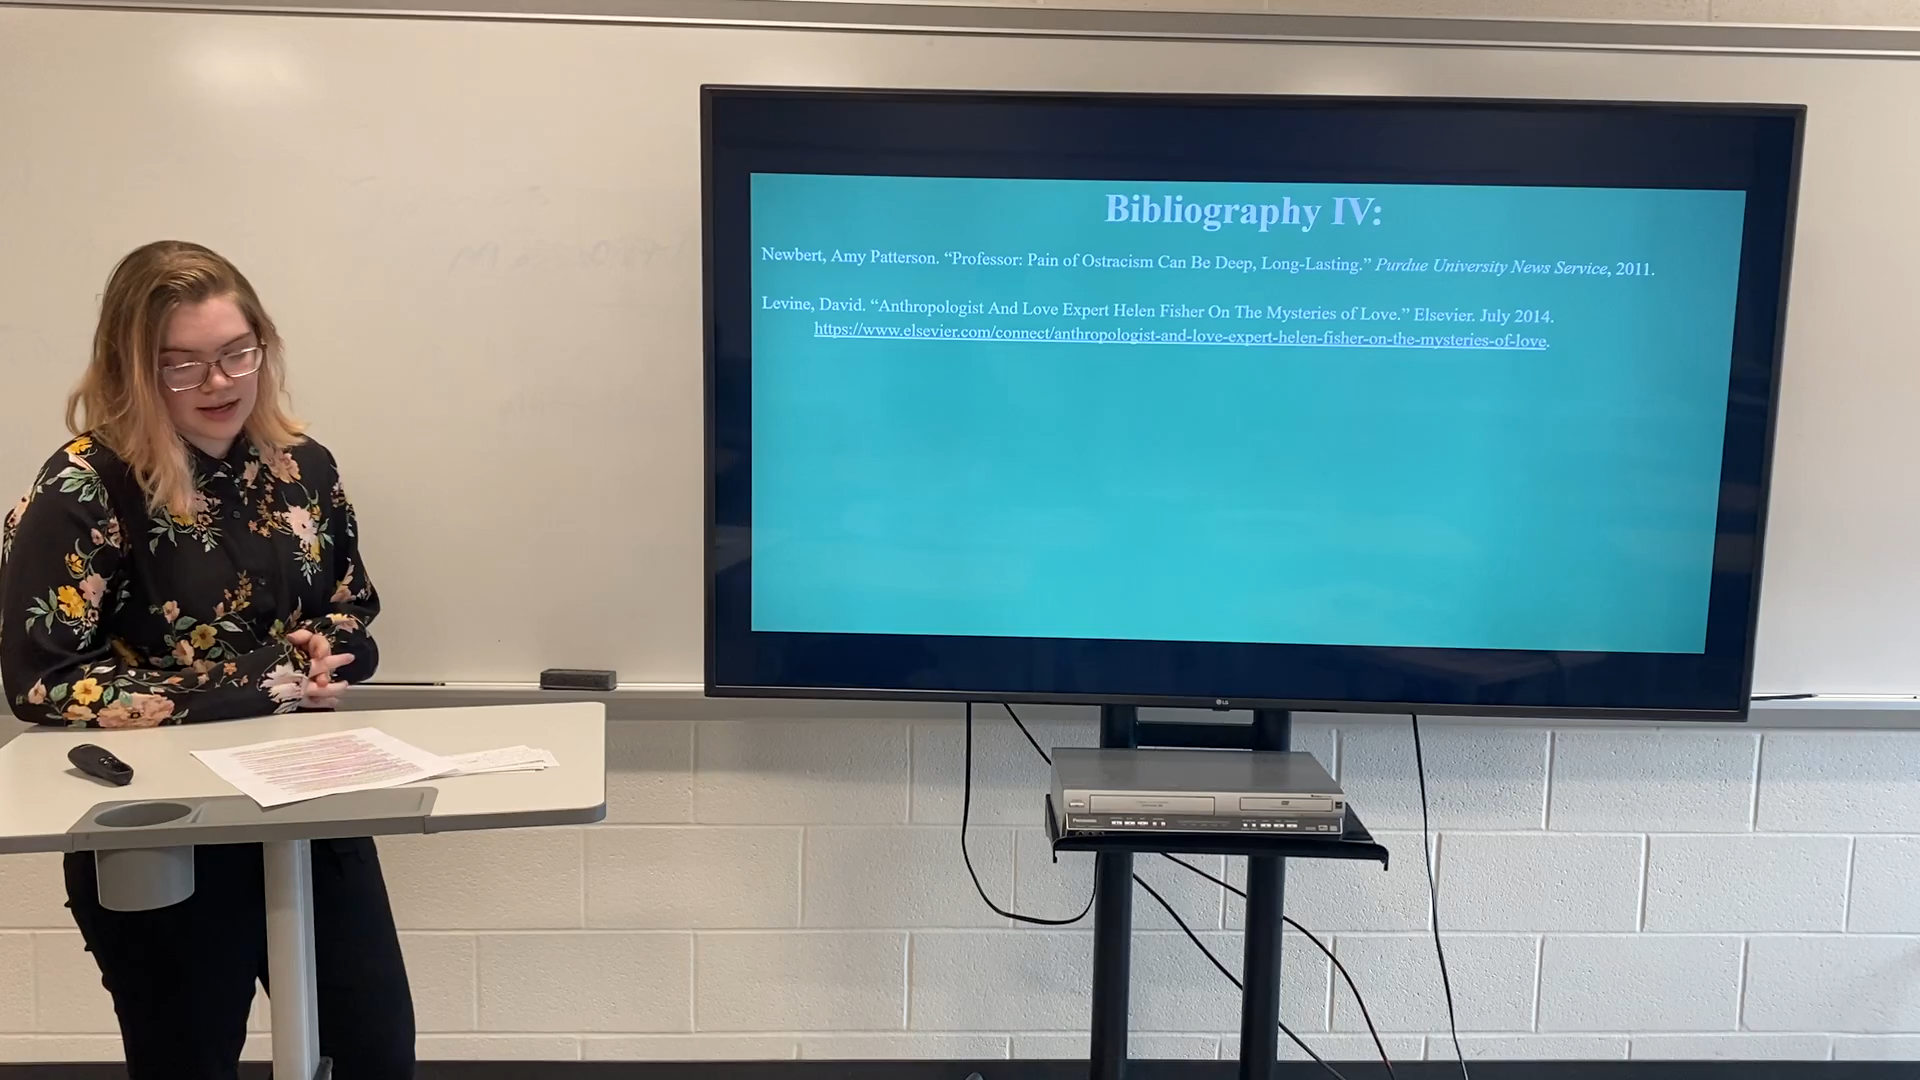 Bibliography IV:
Newbert, Amy Patterson. “Professor: Pain of Ostracism Can Be Deep, Long-Lasting.” Purdue University News Service, 2011.
Levine, David. “Anthropologist And Love Expert Helen Fisher On The Mysteries of Love.” Elsevier. July 2014.
https://www.elsevier.com/connect/anthropologist-and-love-expert-helen-fisher-on-the-mysteries-of-love.
LG
Panasonic